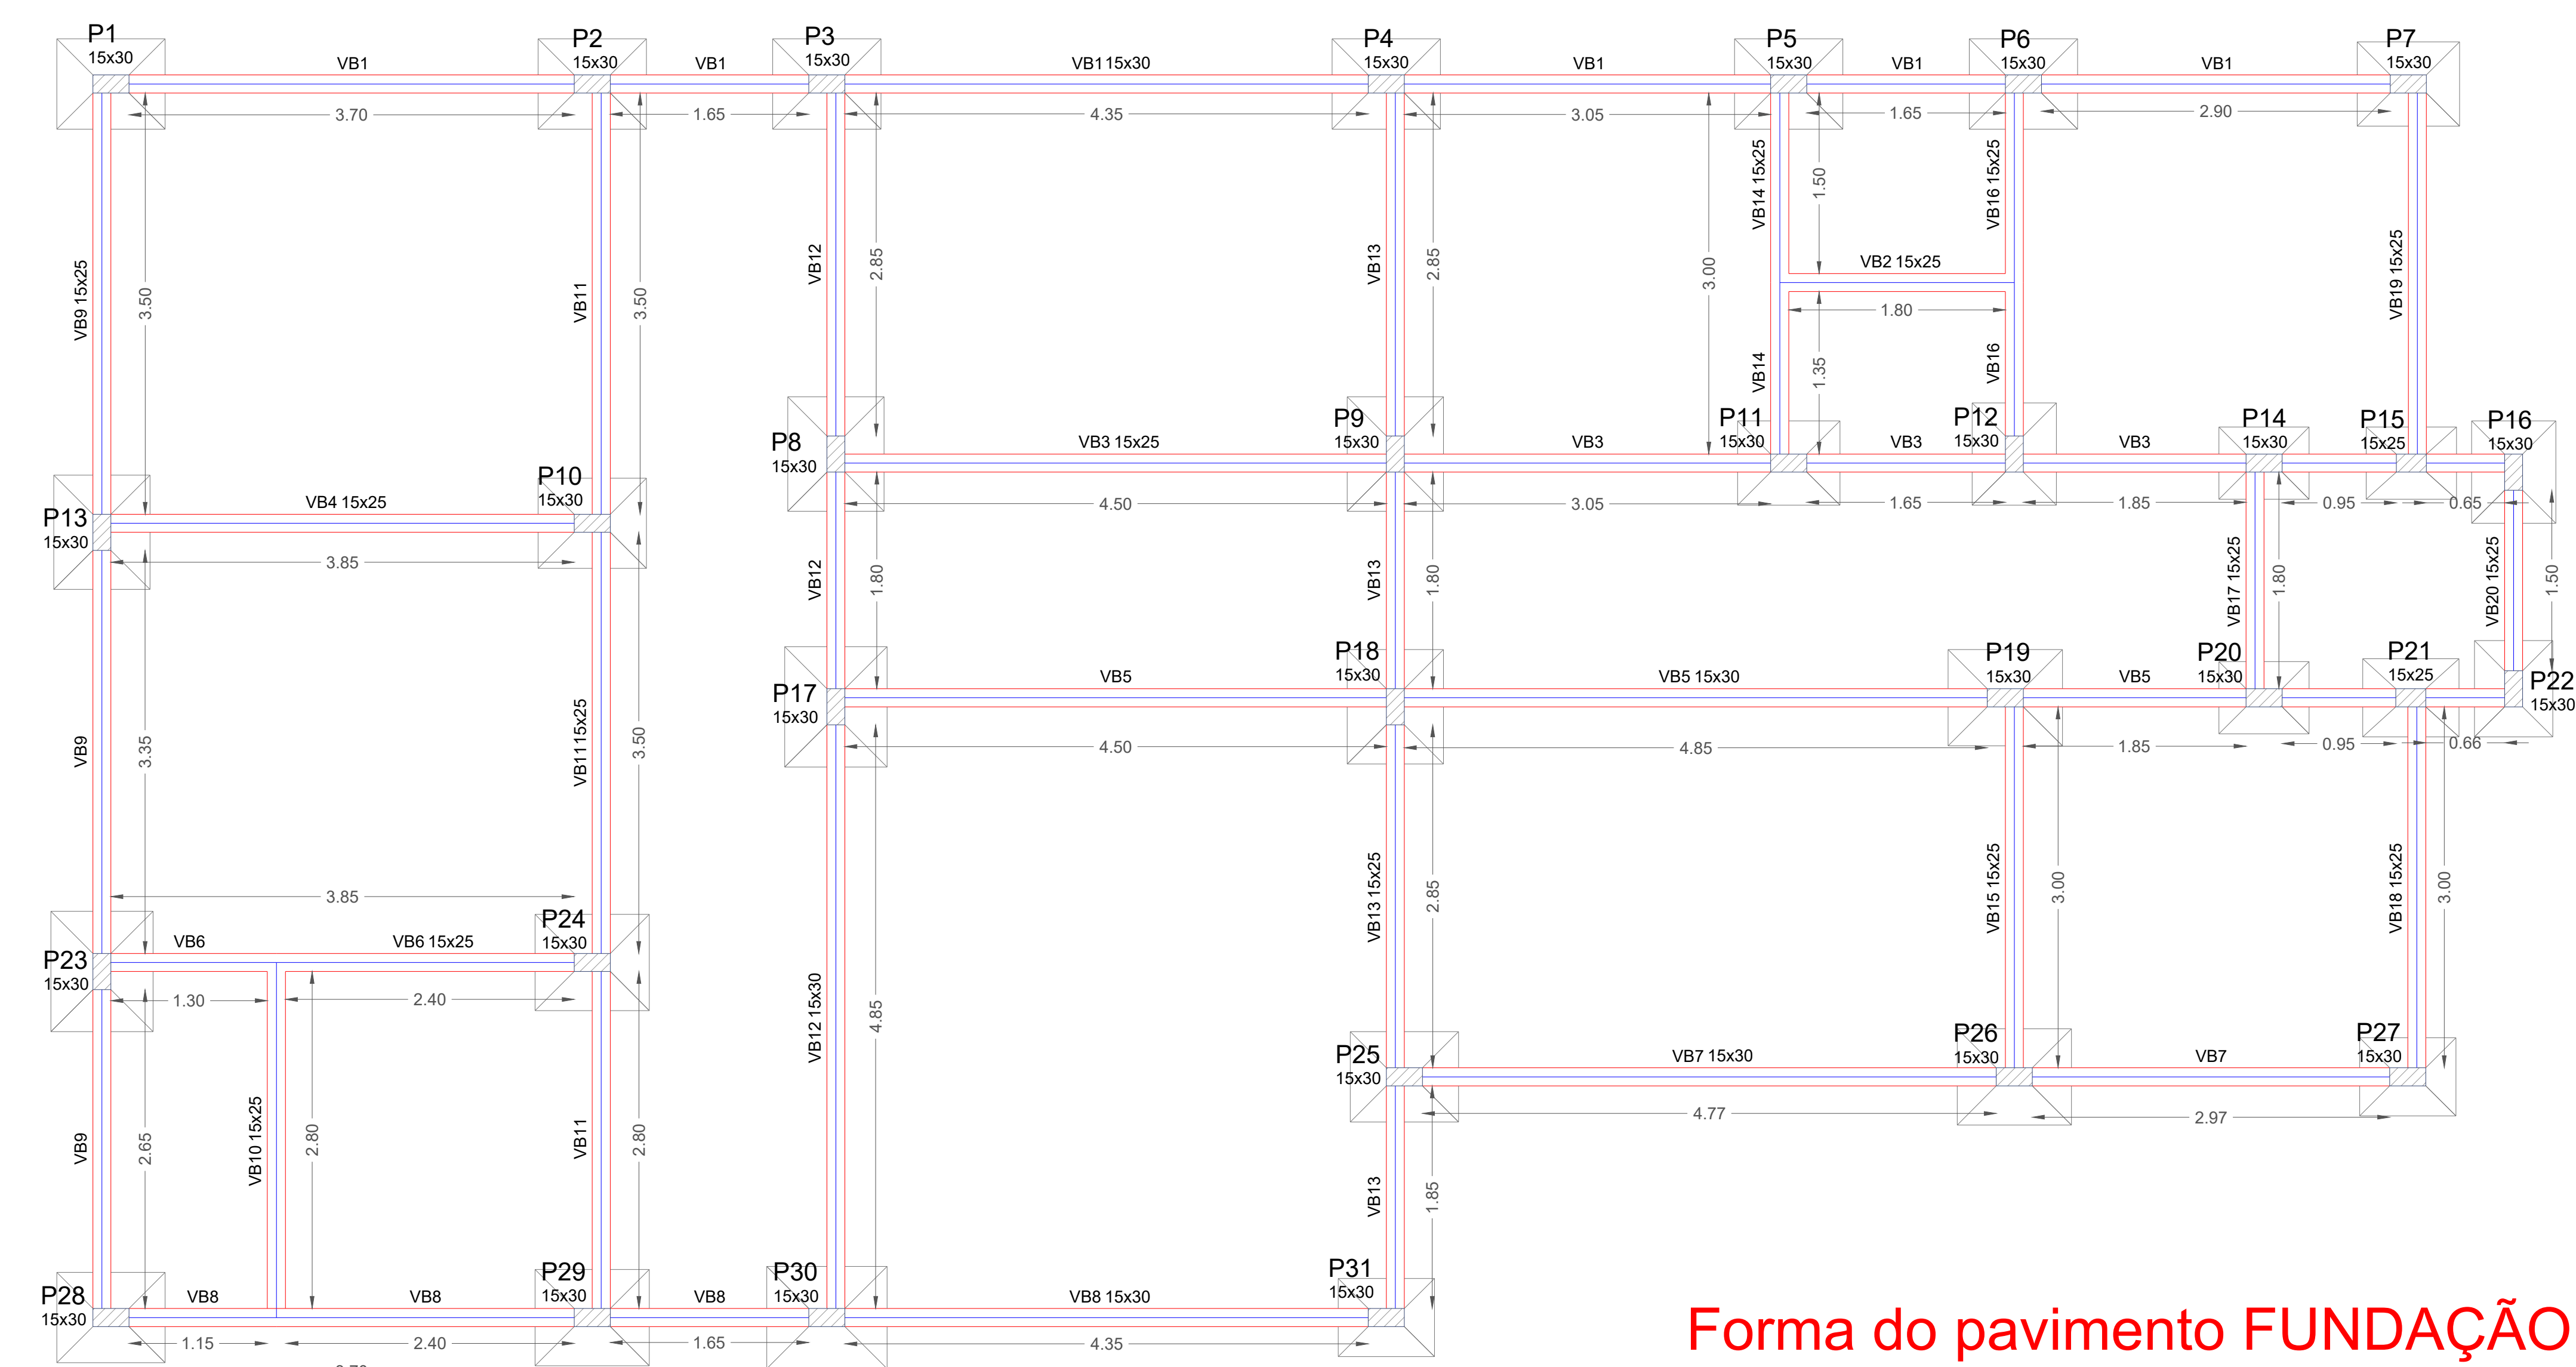 P1
15x30
P2
15x30
P3
15x30
P4
15x30
P5
15x30
P6
15x30
P7
15x30
VB1
VB1
VB1 15x30
VB1
VB1
VB1
3.70
1.65
4.35
3.05
1.65
2.90
VB9 15x25
3.50
VB11
3.50
VB12
2.85
VB13
2.85
3.00
VB14 15x25
1.50
VB16 15x25
VB2 15x25
1.80
VB14
1.35
VB16
VB19 15x25
P8
15x30
VB3 15x25
P9
15x30
VB3
P11
15x30
VB3
P12
15x30
VB3
P14
15x30
P15
15x25
P16
15x30
4.50
3.05
1.65
1.85
0.95
0.65
P13
15x30
VB4 15x25
P10
15x30
3.85
VB12
1.80
VB13
1.80
VB17 15x25
1.80
VB20 15x25
1.50
P17
15x30
VB5
P18
15x30
VB5 15x30
P19
15x30
VB5
P20
15x30
P21
15x25
P22
15x30
4.50
4.85
1.85
0.95
0.66
VB9
3.35
VB11 15x25
3.50
3.85
VB13 15x25
2.85
VB15 15x25
3.00
VB18 15x25
3.00
P23
15x30
VB6
VB6 15x25
P24
15x30
1.30
2.40
VB12 15x30
4.85
P25
15x30
VB7 15x30
P26
15x30
VB7
P27
15x30
4.77
2.97
VB9
2.65
VB10 15x25
2.80
VB11
2.80
VB13
1.85
P28
15x30
VB8
VB8
P29
15x30
VB8
P30
15x30
VB8 15x30
P31
15x30
1.15
2.40
1.65
4.35
Forma do pavimento FUNDAÇÃO